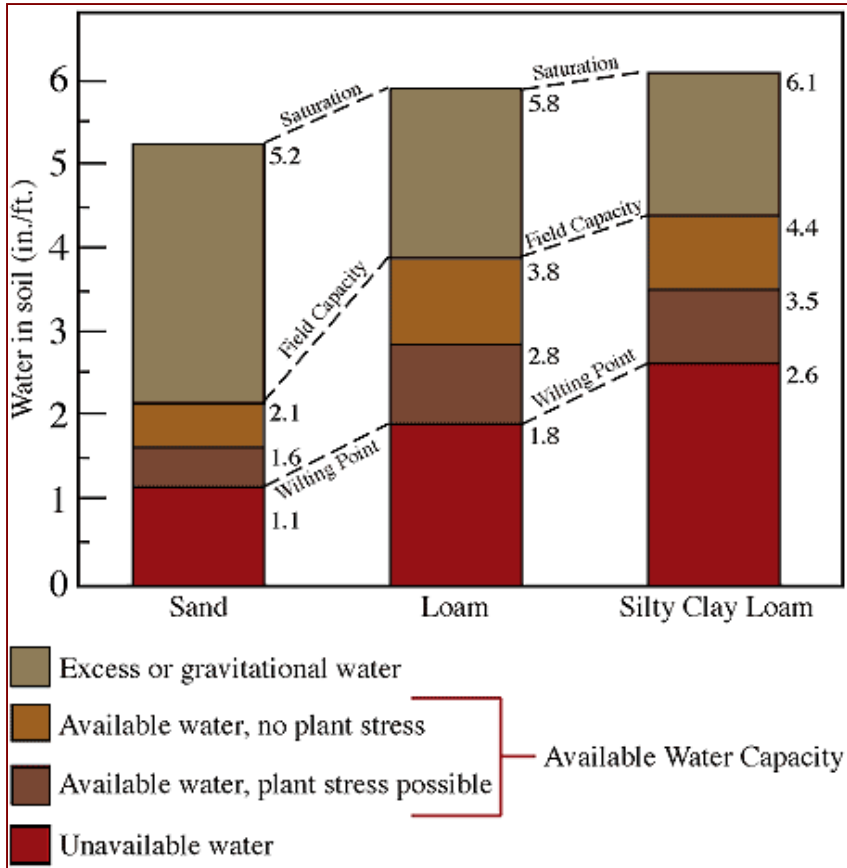 Water in soil (in./ft.)
6
5
4
3
2
1
0
Saturation
5.2
Field Capacity
2.1
1.6
Wilting Point
1.1
Saturation
5.8
Field Capacity
3.8
2.8
Wilting Point
1.8
6.1
4.4
3.5
2.6
Sand
Loam
Silty Clay Loam
Excess or gravitational water
Available water, no plant stress
Available Water Capacity
Available water, plant stress possible
Unavailable water